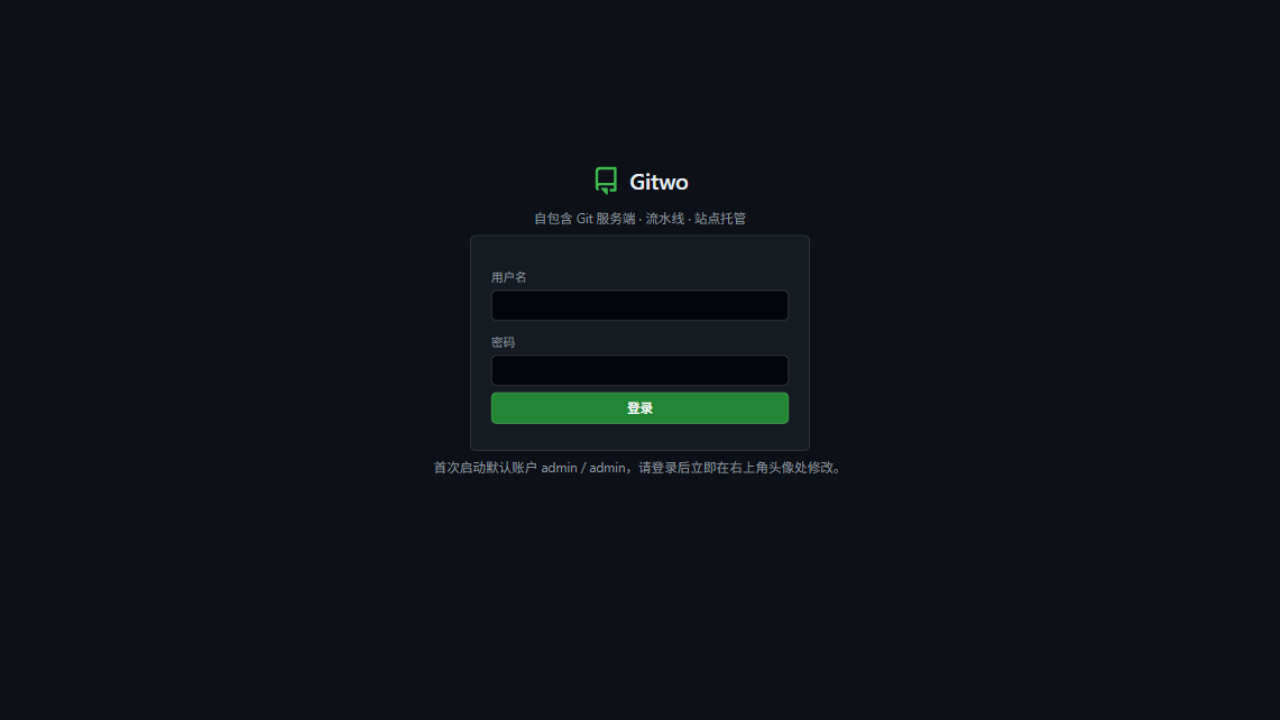 Gitwo
自包含 Git 服务端 · 流水线 · 站点托管
用户名
密码
登录
首次启动默认账户 admin / admin，请登录后立即在右上角头像处修改。